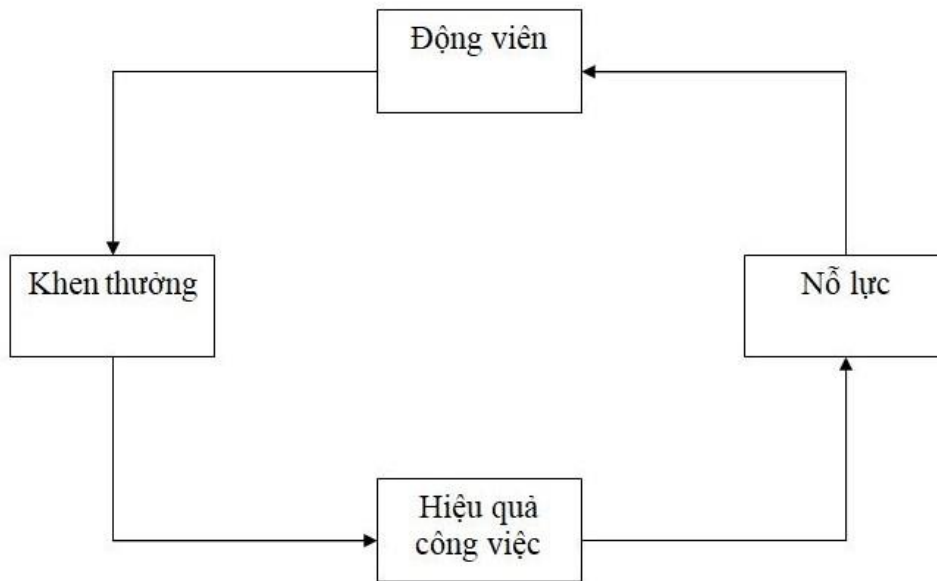 Động viên
Khen thưởng
Nỗ lực
Hiệu quả
công việc